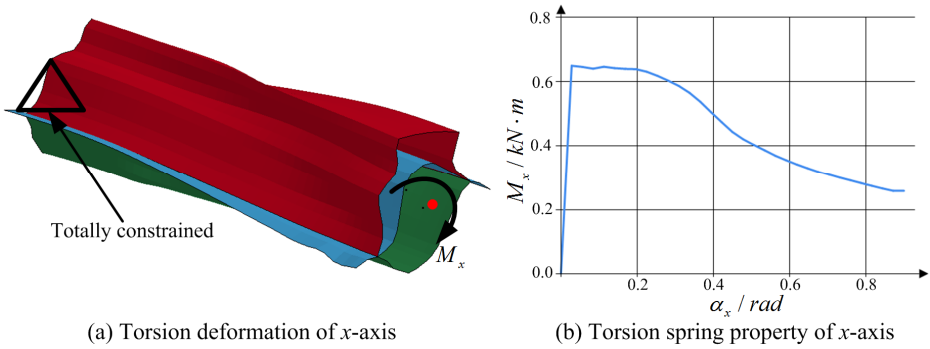 Totally constrained
M_x
(a) Torsion deformation of x-axis
M_x / kN · m
0.8
0.6
0.4
0.2
0.0
0.2 0.4 0.6 0.8
α_x / rad
(b) Torsion spring property of x-axis